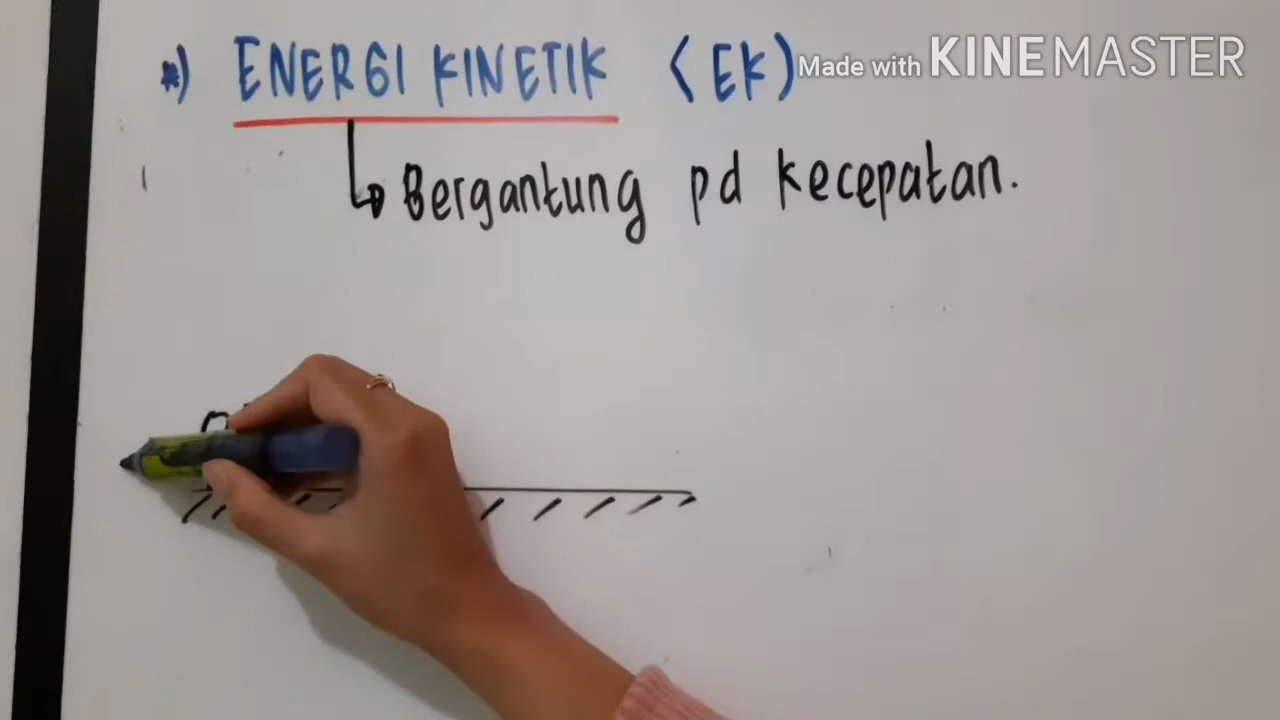 *) ENERGI KINETIK (EK)
Made with KINEMASTER
Bergantung pd kecepatan.